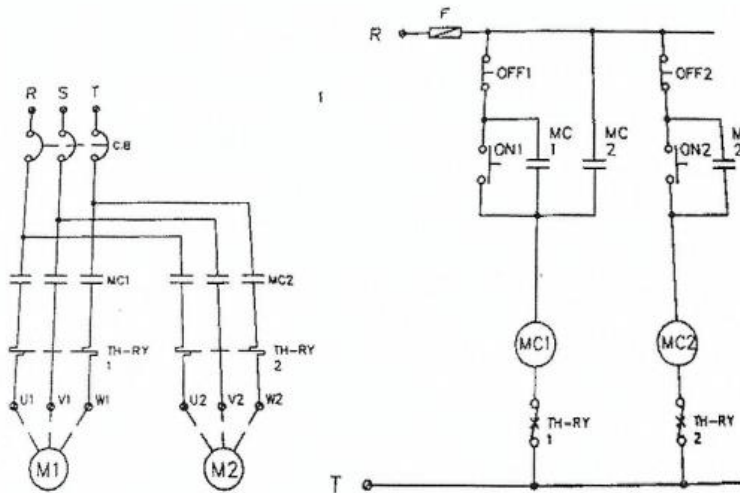 R S T
C.B
MC1
MC2
TH-RY
1
TH-RY
2
U1 V1 W1
U2 V2 W2
M1
M2
1
R F
OFF1
OFF2
ON1
MC
1
MC
2
ON2
2
MC1
MC2
TH-RY
1
TH-RY
2
T